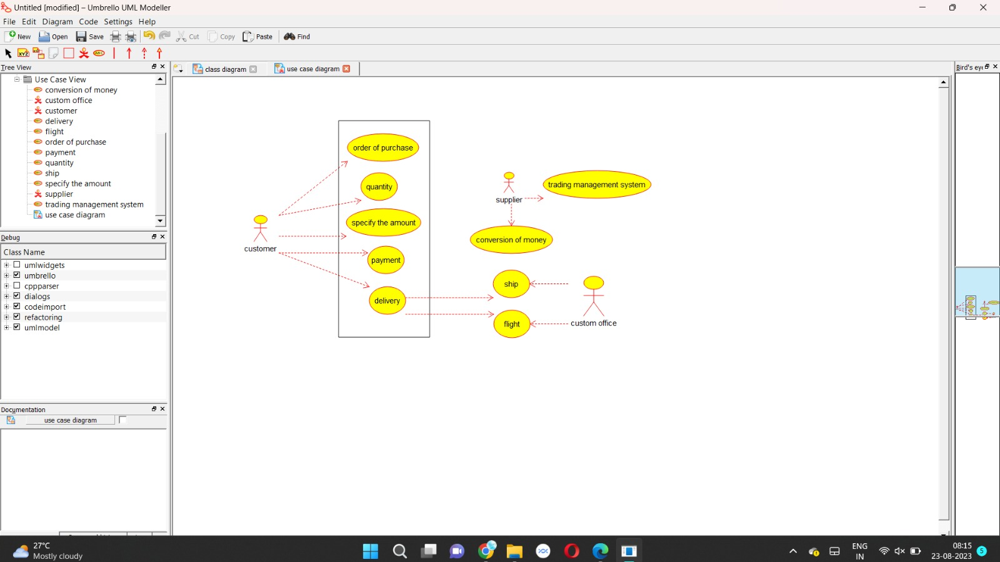 Untitled [modified] – Umbrello UML Modeller
File Edit Diagram Code Settings Help
New Open Save Cut Copy Paste Find
XYZ ABC
Tree View
class diagram
use case diagram
Bird's eye
Use Case View
conversion of money
custom office
customer
delivery
flight
order of purchase
payment
quantity
ship
specify the amount
supplier
trading management system
use case diagram
Debug
Class Name
umlwidgets
umbrello
cppparser
dialogs
codeimport
refactoring
umlmodel
Documentation
use case diagram
order of purchase
quantity
specify the amount
customer
payment
delivery
supplier
trading management system
conversion of money
ship
flight
custom office
27°C
Mostly cloudy
ENG
IN
08:15
23-08-2023
5